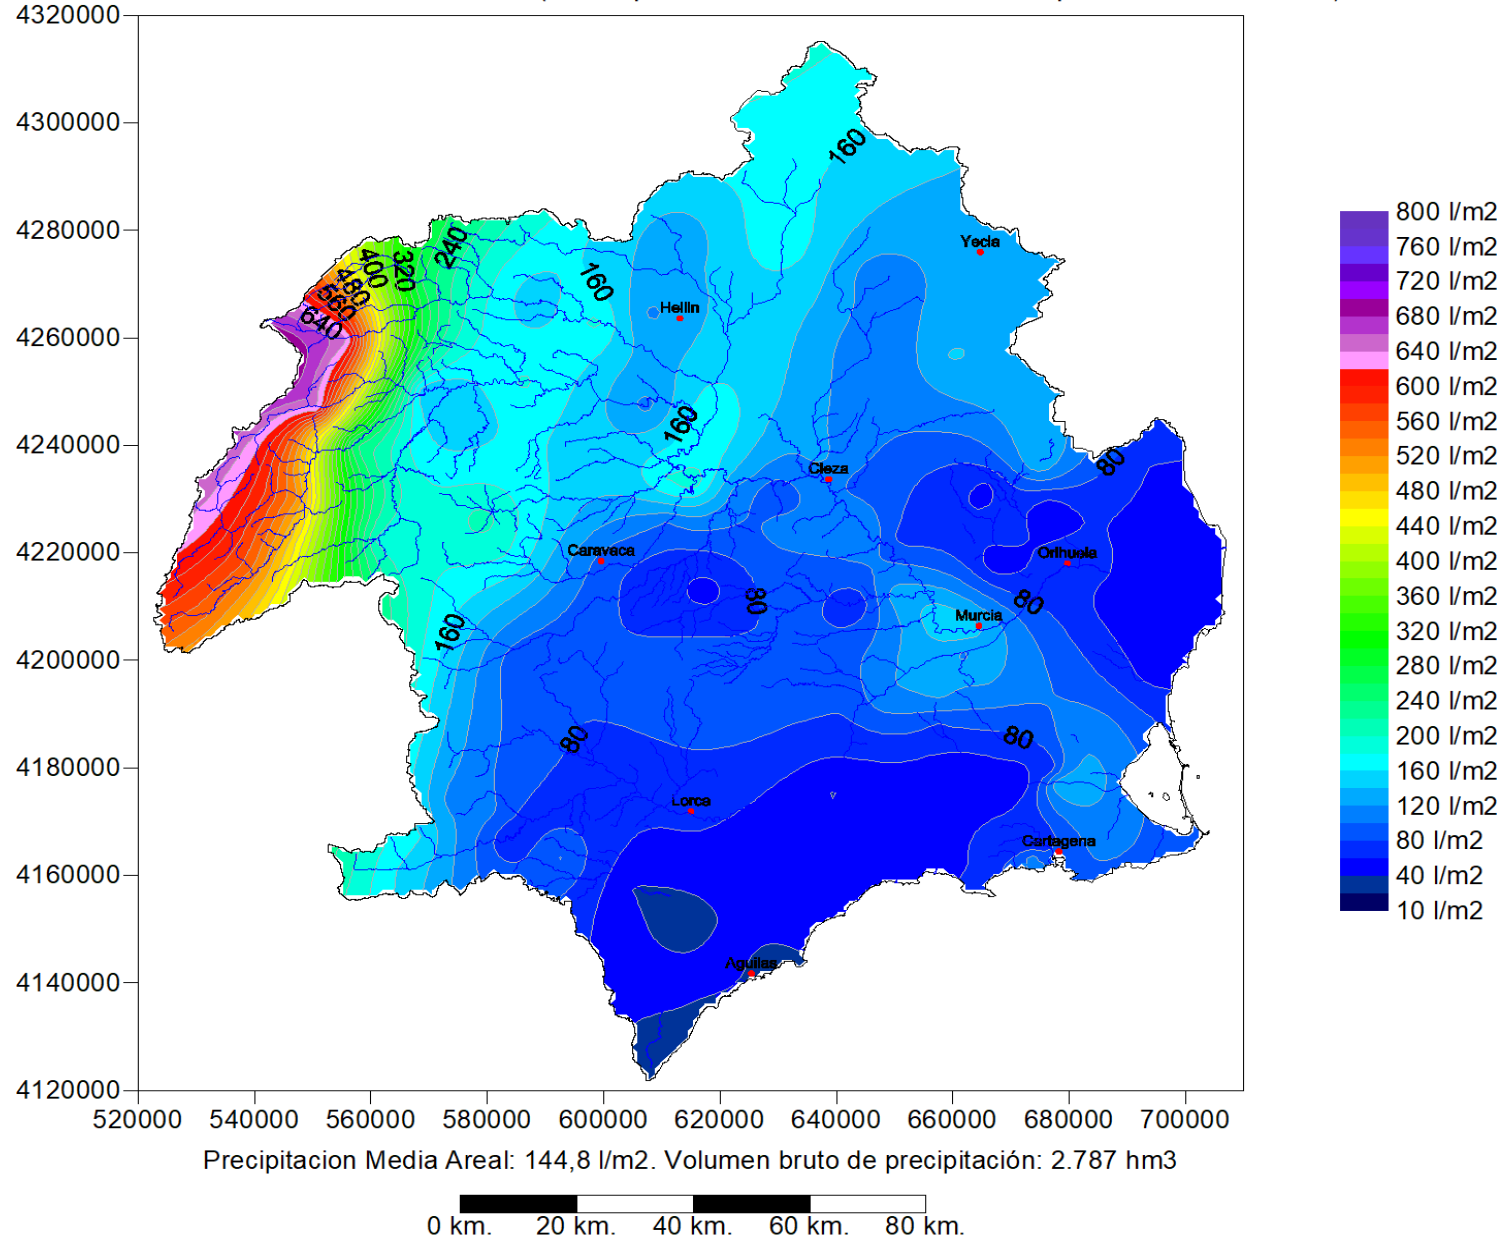 4320000
4300000
4280000
4260000
4240000
4220000
4200000
4180000
4160000
4140000
4120000
520000
540000
560000
580000
600000
620000
640000
660000
680000
700000
160
240
320
400
480
560
640
160
160
160
80
80
80
80
80
Yecla
Hellin
Cieza
Caravaca
Orihuela
Murcia
Lorca
Cartagena
Aguilas
800 l/m2
760 l/m2
720 l/m2
680 l/m2
640 l/m2
600 l/m2
560 l/m2
520 l/m2
480 l/m2
440 l/m2
400 l/m2
360 l/m2
320 l/m2
280 l/m2
240 l/m2
200 l/m2
160 l/m2
120 l/m2
80 l/m2
40 l/m2
10 l/m2
Precipitacion Media Areal: 144,8 l/m2. Volumen bruto de precipitación: 2.787 hm3
0 km.
20 km.
40 km.
60 km.
80 km.